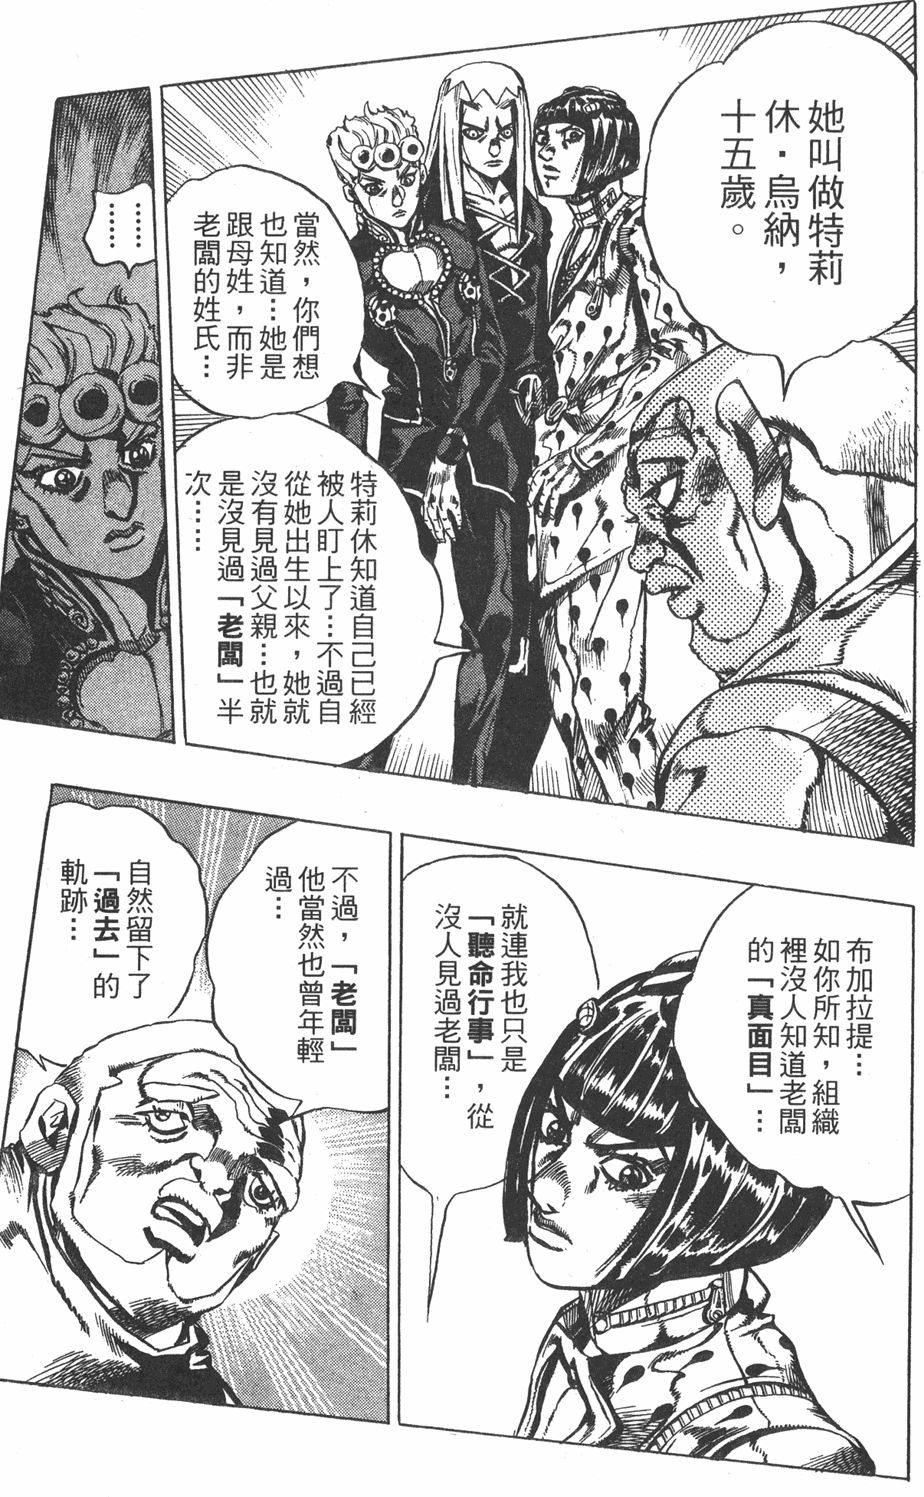 她叫做特莉
休·烏納，
十五歲。
當然，你們想
也知道…她是
跟母姓，而非
老闆的姓氏…
特莉休知道自己已經
被人盯上了…不過自
從她出生以來，她就
沒有見過父親…也就
是沒見過「老闆」半
次……
………
………
布加拉提…
如你所知，組織
裡沒人知道老闆
的「真面目」…
就連我也只是
「聽命行事」，從
沒人見過老闆…
不過，「老闆」
他當然也曾年輕
過…
自然留下了
「過去」的
軌跡…